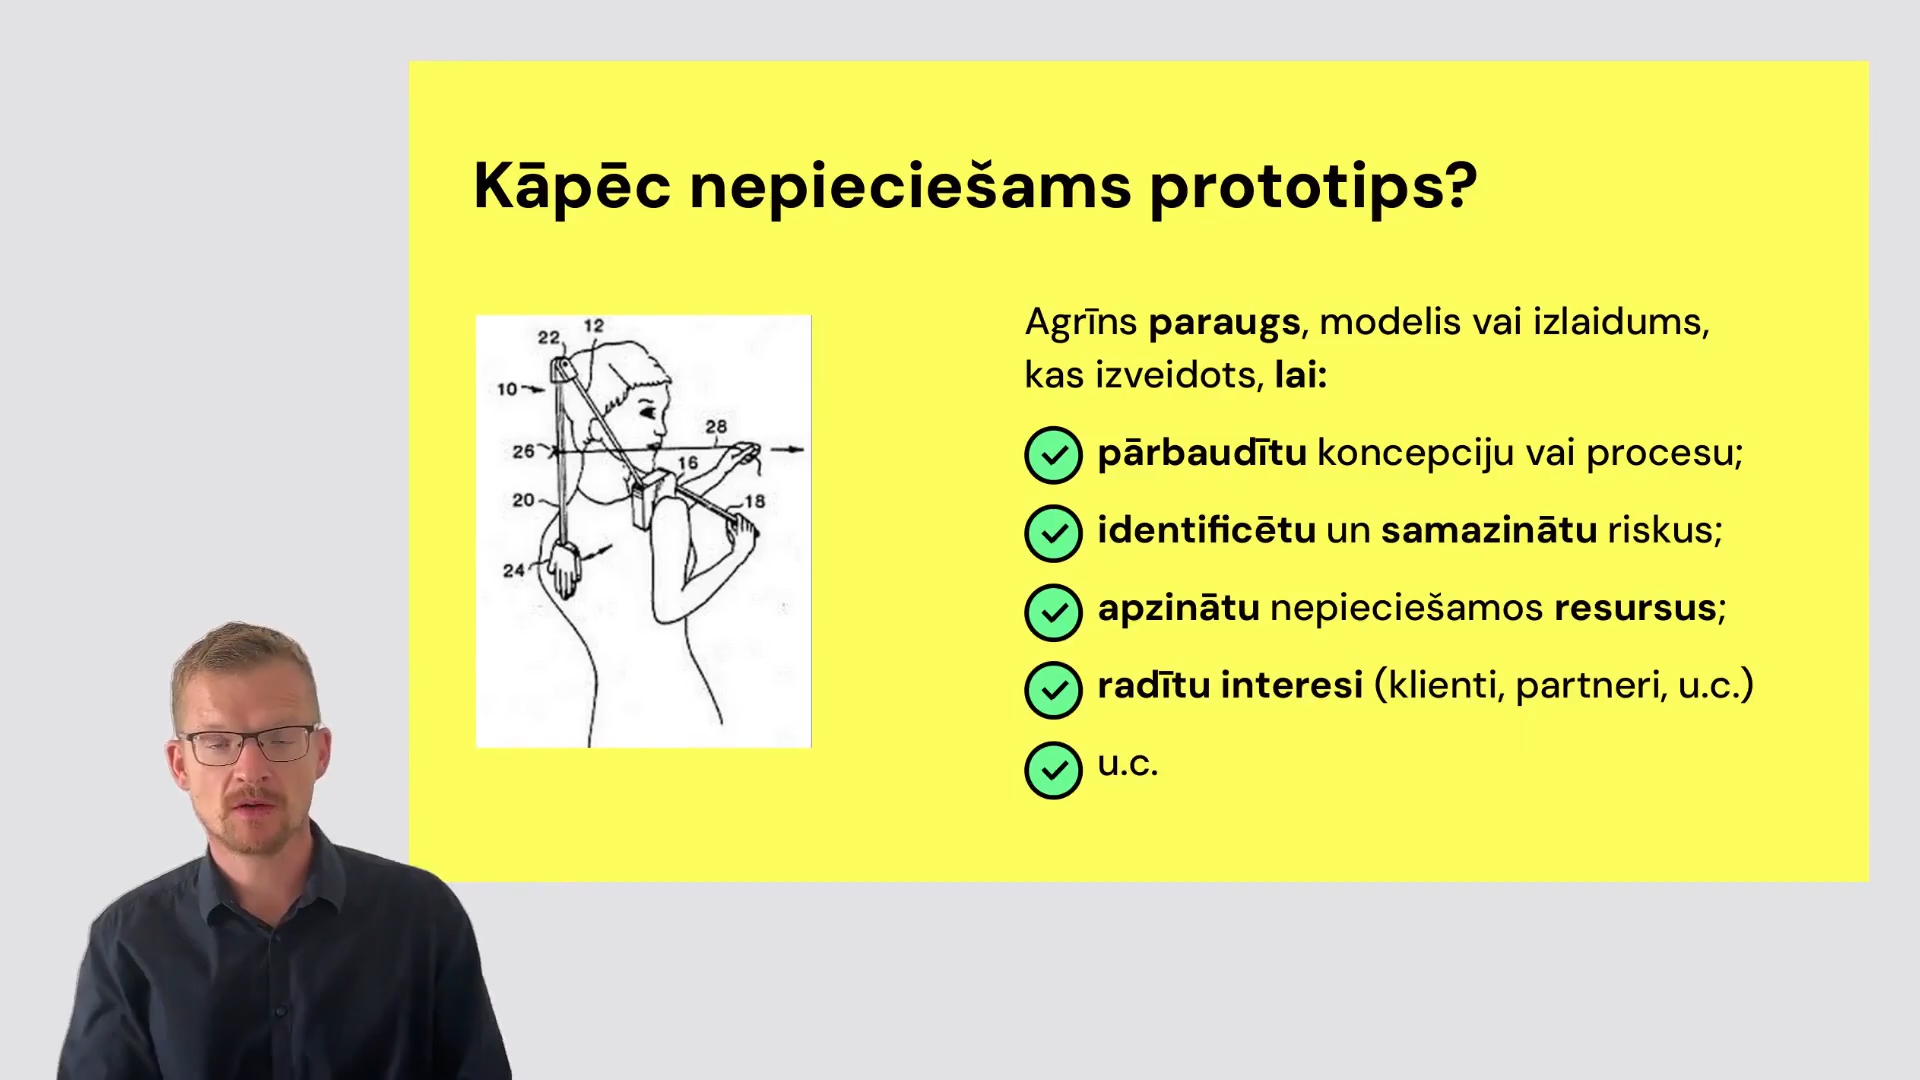 Kāpēc nepieciešams prototips?
12
22
10
28
26
16
20
18
24
Agrīns paraugs, modelis vai izlaidums,
kas izveidots, lai:
pārbaudītu koncepciju vai procesu;
identificētu un samazinātu riskus;
apzinātu nepieciešamos resursus;
radītu interesi (klienti, partneri, u.c.)
u.c.